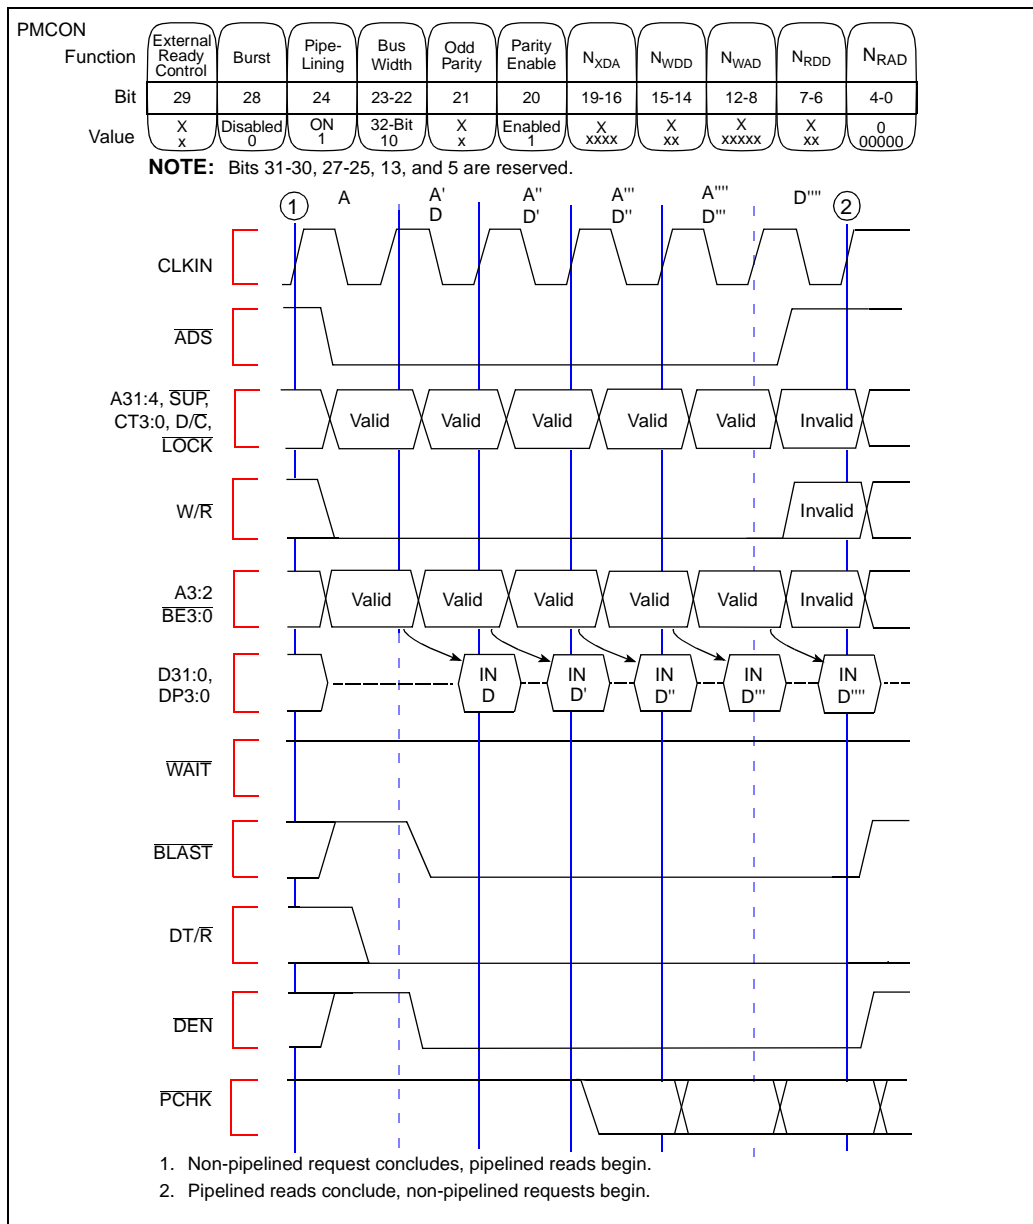 PMCON
Function External Ready Control Burst Pipe-Lining Bus Width Odd Parity Parity Enable NXDA NWDD NWAD NRDD NRAD
Bit 29 28 24 23-22 21 20 19-16 15-14 12-8 7-6 4-0
Value X x Disabled 0 ON 1 32-Bit 10 X x Enabled 1 X xxxx X xx X xxxxx X xx 0 00000
NOTE: Bits 31-30, 27-25, 13, and 5 are reserved.
1 A A' A'' A''' A'''' D'''' 2
D D' D'' D'''
CLKIN
ADS
A31:4, SUP,
CT3:0, D/C,
LOCK
Valid Valid Valid Valid Valid Invalid
W/R
Invalid
A3:2
BE3:0
Valid Valid Valid Valid Valid Invalid
D31:0,
DP3:0
IN IN IN IN IN
D D' D'' D''' D''''
WAIT
BLAST
DT/R
DEN
PCHK
1. Non-pipelined request concludes, pipelined reads begin.
2. Pipelined reads conclude, non-pipelined requests begin.